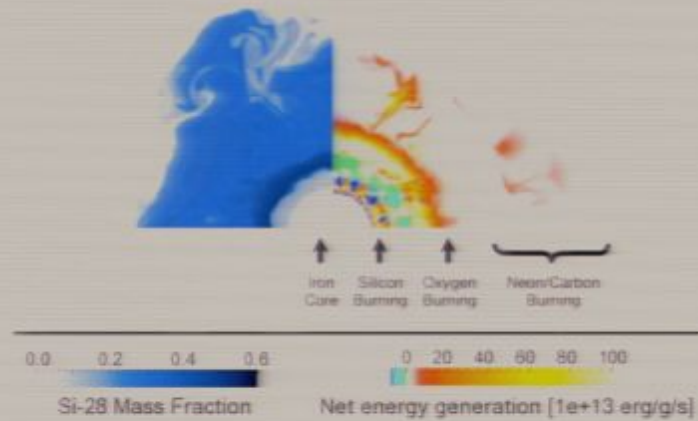 Iron
Core
Silicon
Burning
Oxygen
Burning
Neon/Carbon
Burning
0.0 0.2 0.4 0.6
Si-28 Mass Fraction
0 20 40 60 80 100
Net energy generation [1e+13 erg/g/s]